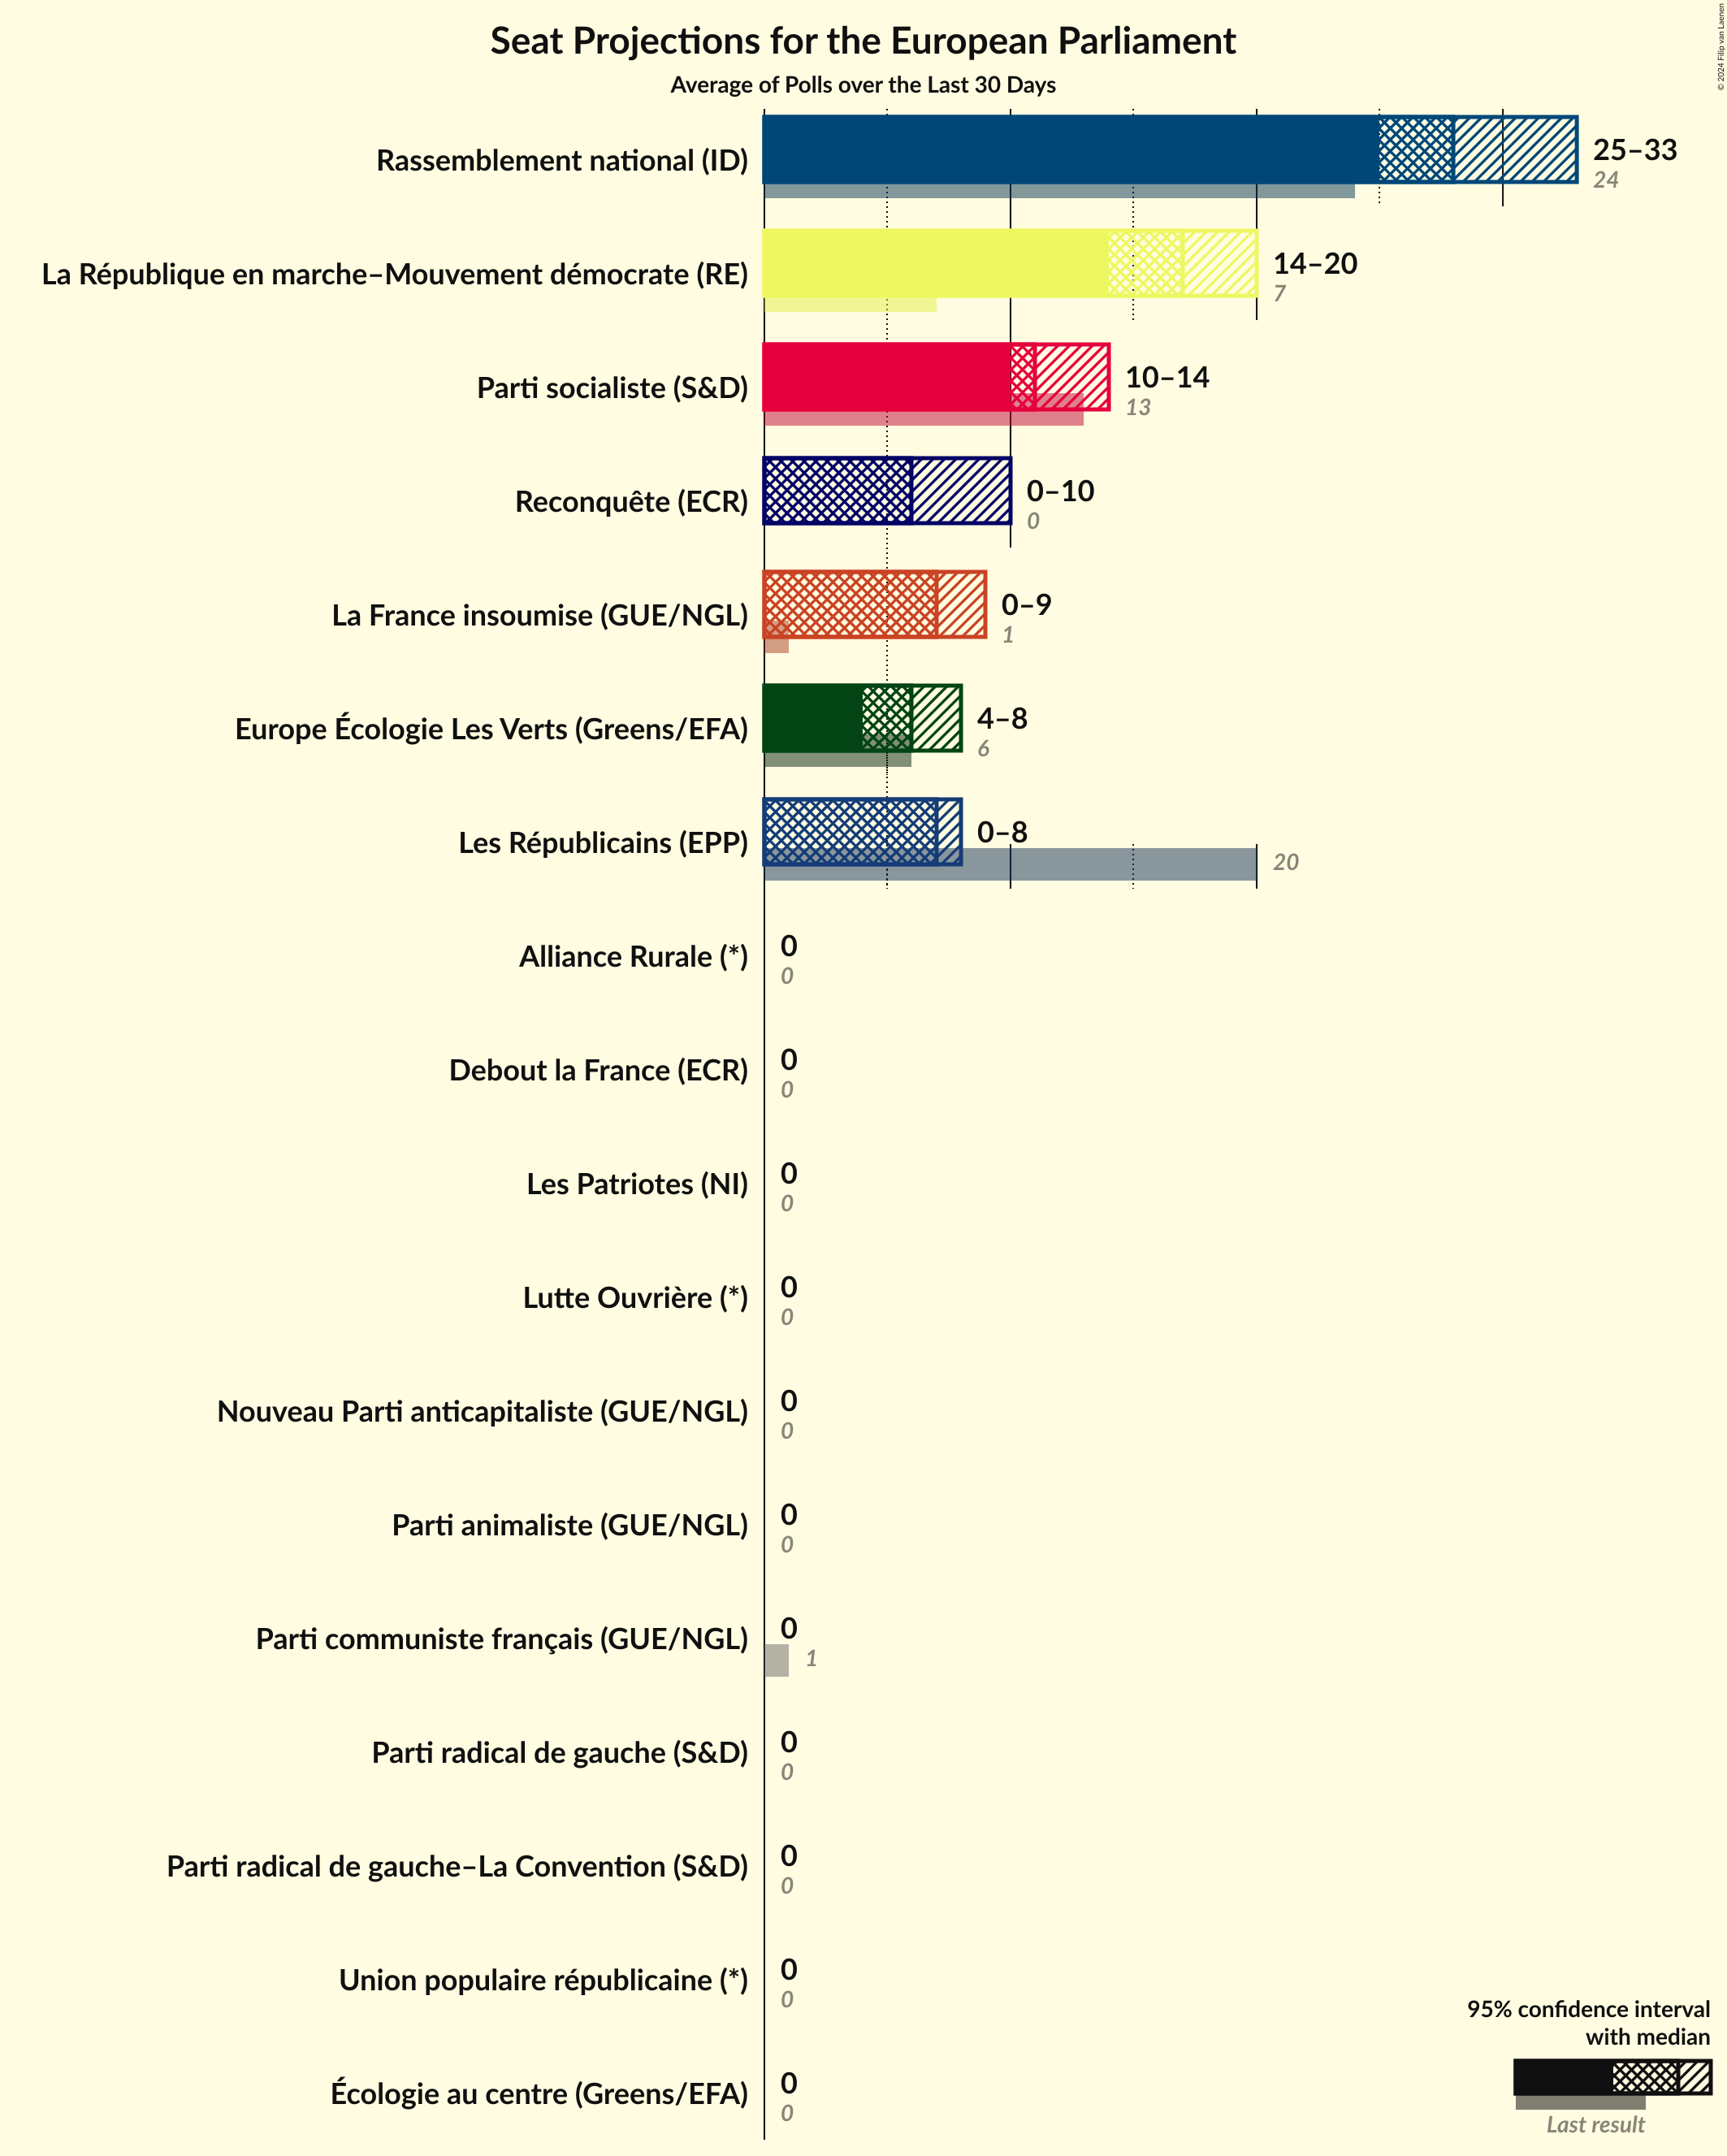 Seat Projections for the European Parliament
Average of Polls over the Last 30 Days
© 2024 Filip van Laenen
Rassemblement national (ID)
25–33
24
La République en marche–Mouvement démocrate (RE)
14–20
7
Parti socialiste (S&D)
10–14
13
Reconquête (ECR)
0–10
0
La France insoumise (GUE/NGL)
0–9
1
Europe Écologie Les Verts (Greens/EFA)
4–8
6
Les Républicains (EPP)
0–8
20
Alliance Rurale (*)
0
0
Debout la France (ECR)
0
0
Les Patriotes (NI)
0
0
Lutte Ouvrière (*)
0
0
Nouveau Parti anticapitaliste (GUE/NGL)
0
0
Parti animaliste (GUE/NGL)
0
0
Parti communiste français (GUE/NGL)
0
1
Parti radical de gauche (S&D)
0
0
Parti radical de gauche–La Convention (S&D)
0
0
Union populaire républicaine (*)
0
0
Écologie au centre (Greens/EFA)
0
0
95% confidence interval
with median
Last result